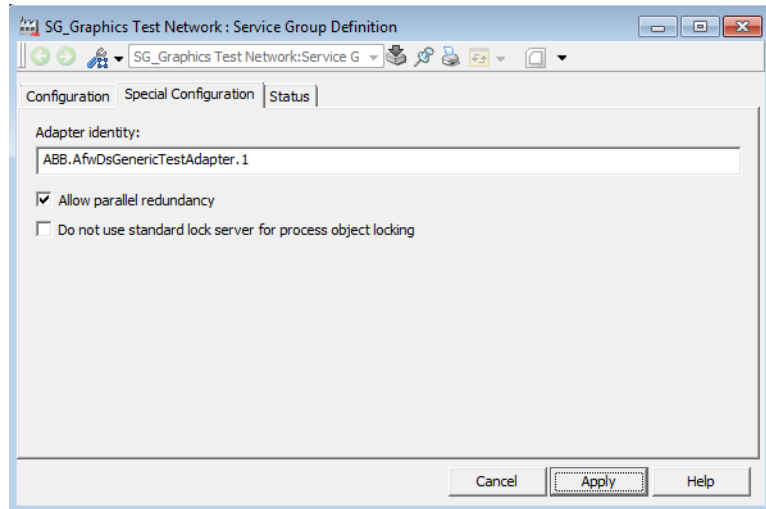 SG_Graphics Test Network : Service Group Definition
SG_Graphics Test Network:Service G
Configuration Special Configuration Status
Adapter identity:
ABB.AfwDsGenericTestAdapter.1
Allow parallel redundancy
Do not use standard lock server for process object locking
Cancel Apply Help